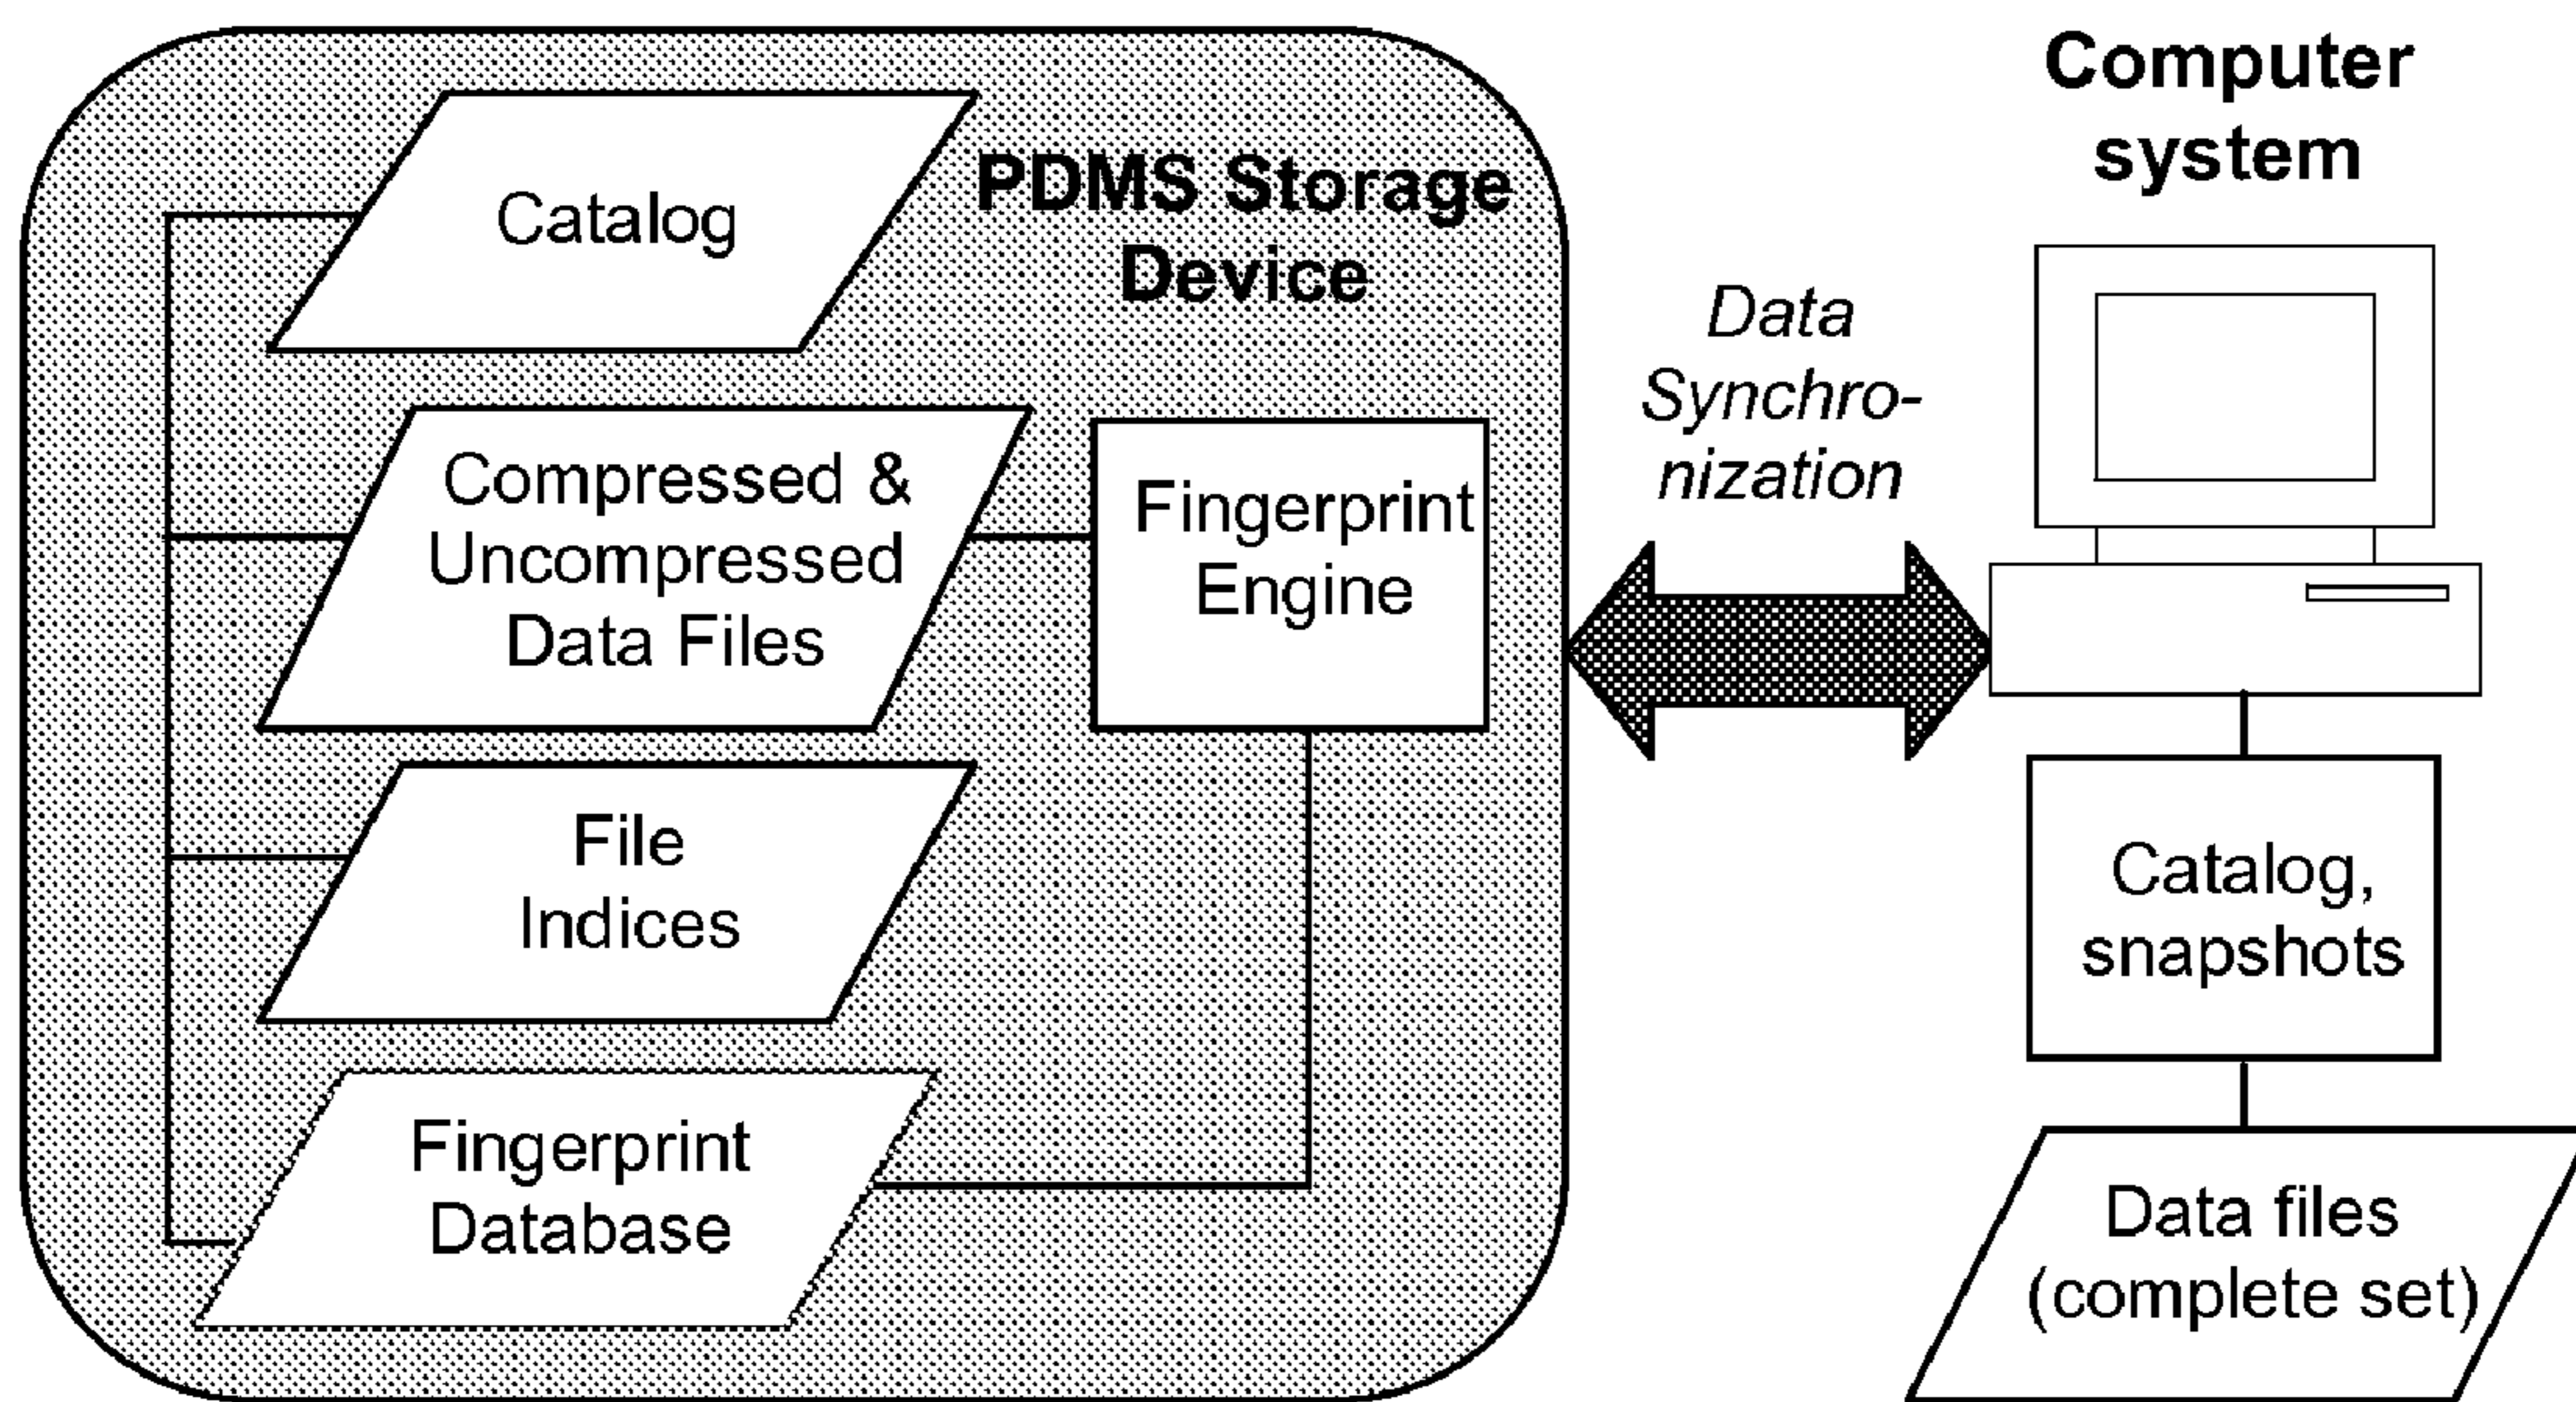 Catalog
PDMS Storage
Device
Compressed &
Uncompressed
Data Files
Fingerprint
Engine
File
Indices
Fingerprint
Database
Data
Synchro-
nization
Computer
system
Catalog,
snapshots
Data files
(complete set)